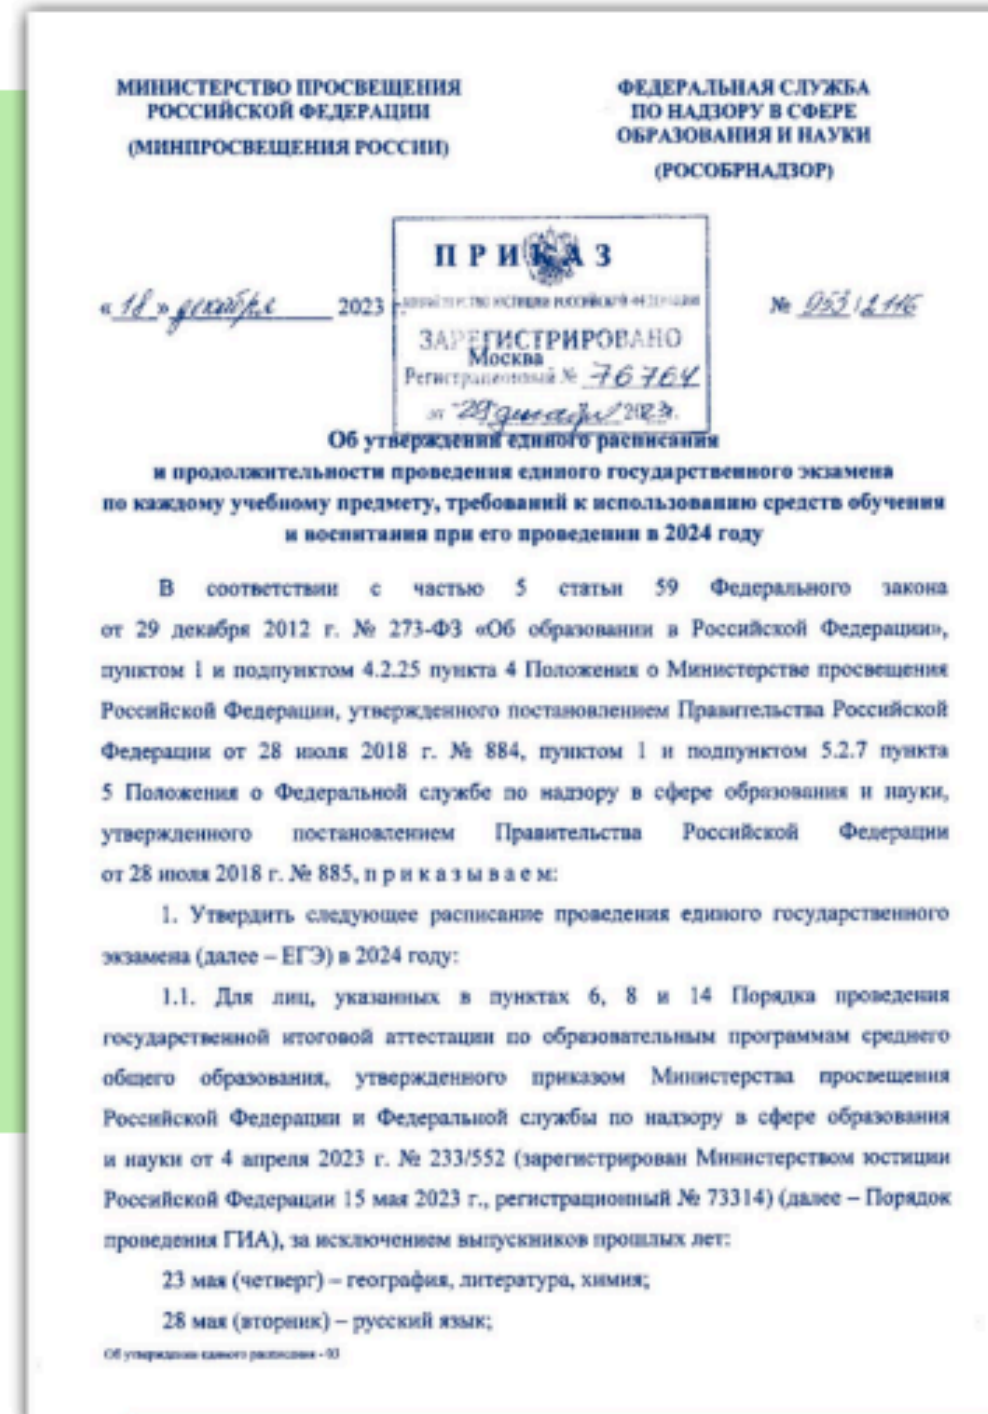 МИНИСТЕРСТВО ПРОСВЕЩЕНИЯ
РОССИЙСКОЙ ФЕДЕРАЦИИ
(МИНПРОСВЕЩЕНИЯ РОССИИ)
ФЕДЕРАЛЬНАЯ СЛУЖБА
ПО НАДЗОРУ В СФЕРЕ
ОБРАЗОВАНИЯ И НАУКИ
(РОСОБРНАДЗОР)
ПРИКАЗ
« 18 » декабря 2023 г.
№ 953/2116
МИНИСТЕРСТВО ЮСТИЦИИ РОССИЙСКОЙ ФЕДЕРАЦИИ
ЗАРЕГИСТРИРОВАНО
Москва
Регистрационный № 76764
от "29" декабря 2023г.
Об утверждении единого расписания
и продолжительности проведения единого государственного экзамена
по каждому учебному предмету, требований к использованию средств обучения
и воспитания при его проведении в 2024 году
В соответствии с частью 5 статьи 59 Федерального закона
от 29 декабря 2012 г. № 273-ФЗ «Об образовании в Российской Федерации»,
пунктом 1 и подпунктом 4.2.25 пункта 4 Положения о Министерстве просвещения
Российской Федерации, утвержденного постановлением Правительства Российской
Федерации от 28 июля 2018 г. № 884, пунктом 1 и подпунктом 5.2.7 пункта
5 Положения о Федеральной службе по надзору в сфере образования и науки,
утвержденного постановлением Правительства Российской Федерации
от 28 июля 2018 г. № 885, п р и к а з ы в а е м:
1. Утвердить следующее расписание проведения единого государственного
экзамена (далее – ЕГЭ) в 2024 году:
1.1. Для лиц, указанных в пунктах 6, 8 и 14 Порядка проведения
государственной итоговой аттестации по образовательным программам среднего
общего образования, утвержденного приказом Министерства просвещения
Российской Федерации и Федеральной службы по надзору в сфере образования
и науки от 4 апреля 2023 г. № 233/552 (зарегистрирован Министерством юстиции
Российской Федерации 15 мая 2023 г., регистрационный № 73314) (далее – Порядок
проведения ГИА), за исключением выпускников прошлых лет:
23 мая (четверг) – география, литература, химия;
28 мая (вторник) – русский язык;
Об утверждении единого расписания - 03